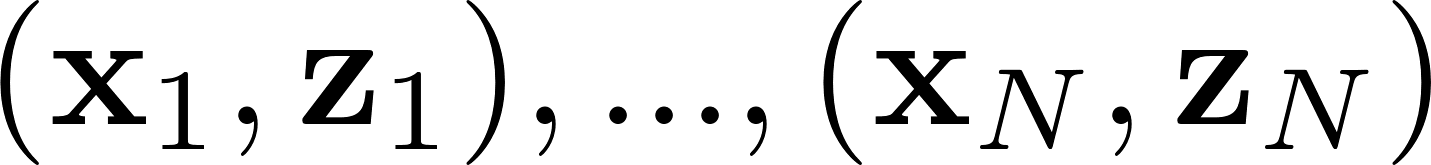 (𝐱₁, 𝐳₁), ..., (𝐱_N, 𝐳_N)